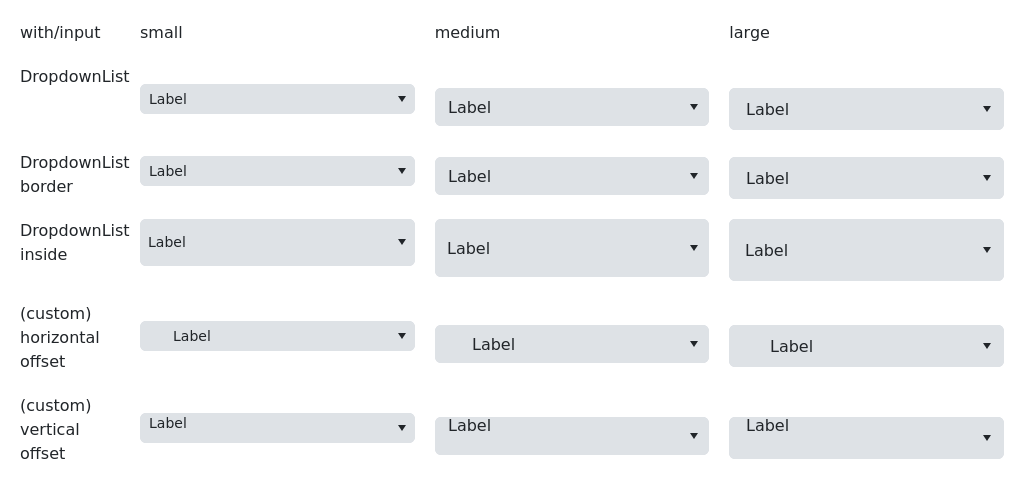 with/input small medium large
DropdownList
Label Label Label
DropdownList
border
Label Label Label
DropdownList
inside
Label Label Label
(custom)
horizontal
offset
Label Label Label
(custom)
vertical
offset
Label Label Label